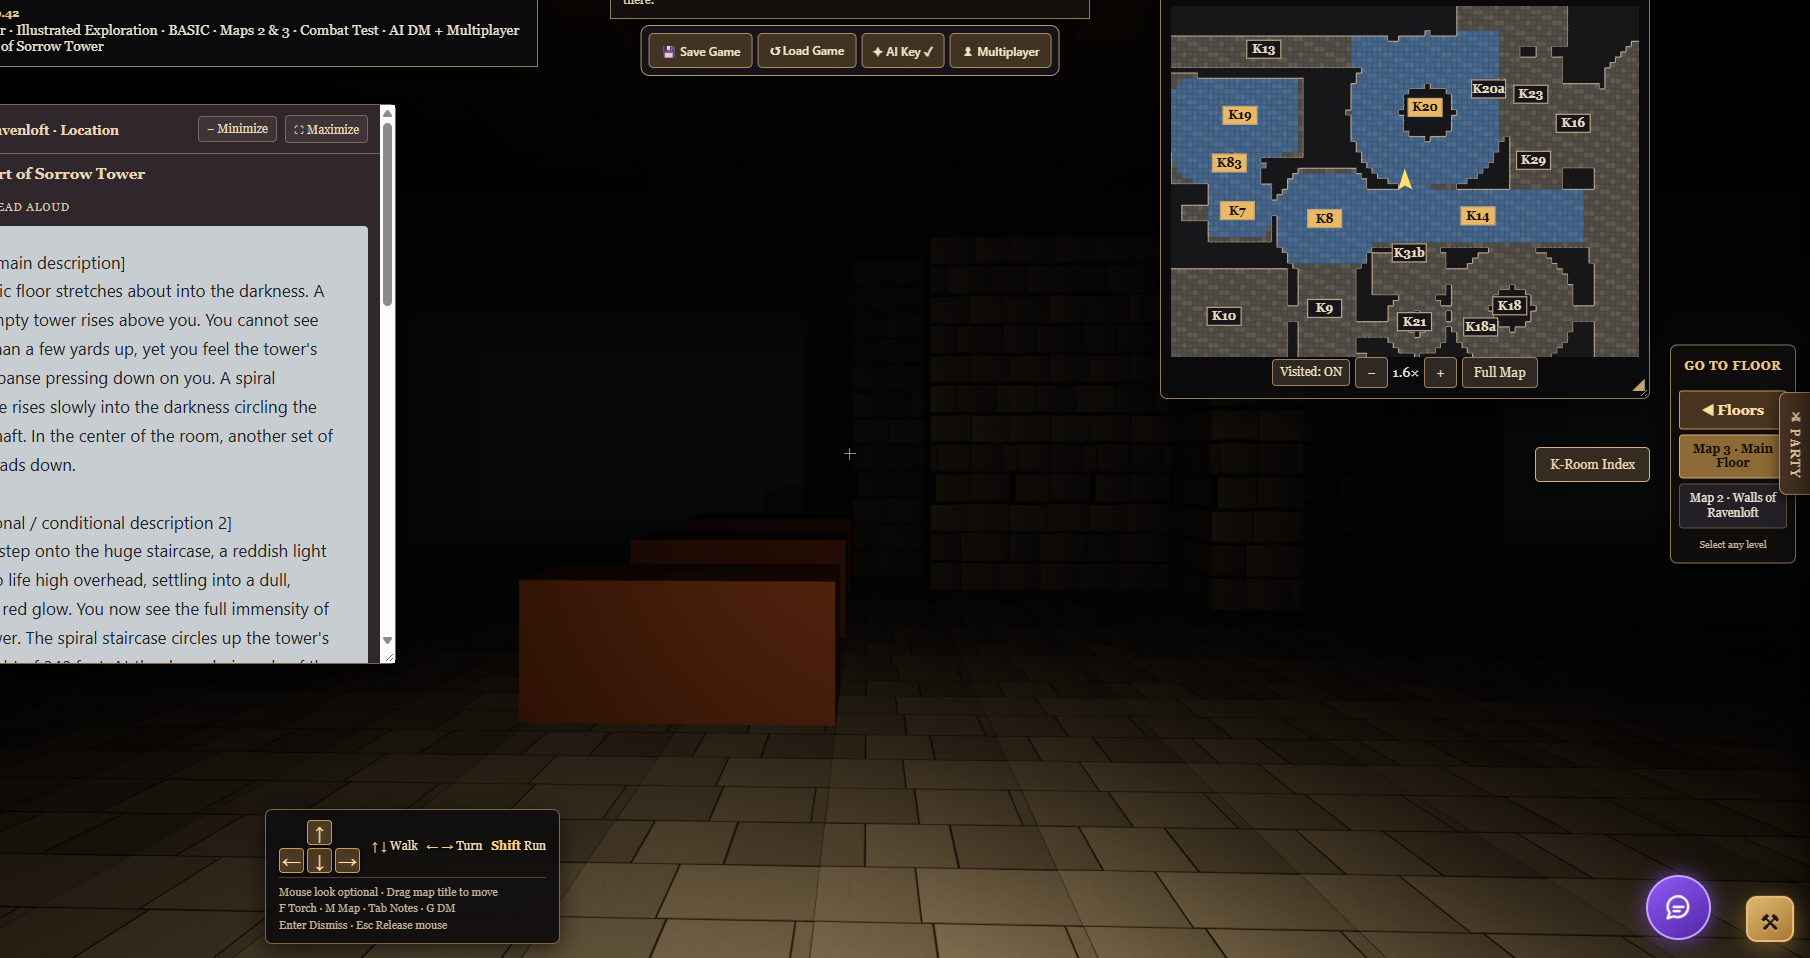 .42
r · Illustrated Exploration · BASIC · Maps 2 & 3 · Combat Test · AI DM + Multiplayer
of Sorrow Tower
there.
Save Game
Load Game
AI Key ✓
Multiplayer
venloft · Location
– Minimize
Maximize
rt of Sorrow Tower
EAD ALOUD
main description]
ic floor stretches about into the darkness. A
mpty tower rises above you. You cannot see
han a few yards up, yet you feel the tower's
panse pressing down on you. A spiral
e rises slowly into the darkness circling the
haft. In the center of the room, another set of
ads down.
onal / conditional description 2]
step onto the huge staircase, a reddish light
o life high overhead, settling into a dull,
red glow. You now see the full immensity of
wer. The spiral staircase circles up the tower's
K13
K20
K20a
K23
K19
K16
K83
K29
K7
K8
K14
K31b
K10
K9
K21
K18
K18a
Visited: ON
–
1.6×
+
Full Map
GO TO FLOOR
◀ Floors
Map 3 · Main
Floor
Map 2 · Walls of
Ravenloft
Select any level
PARTY
K-Room Index
↑
← ↓ →
↑↓ Walk ←→ Turn Shift Run
Mouse look optional · Drag map title to move
F Torch · M Map · Tab Notes · G DM
Enter Dismiss · Esc Release mouse